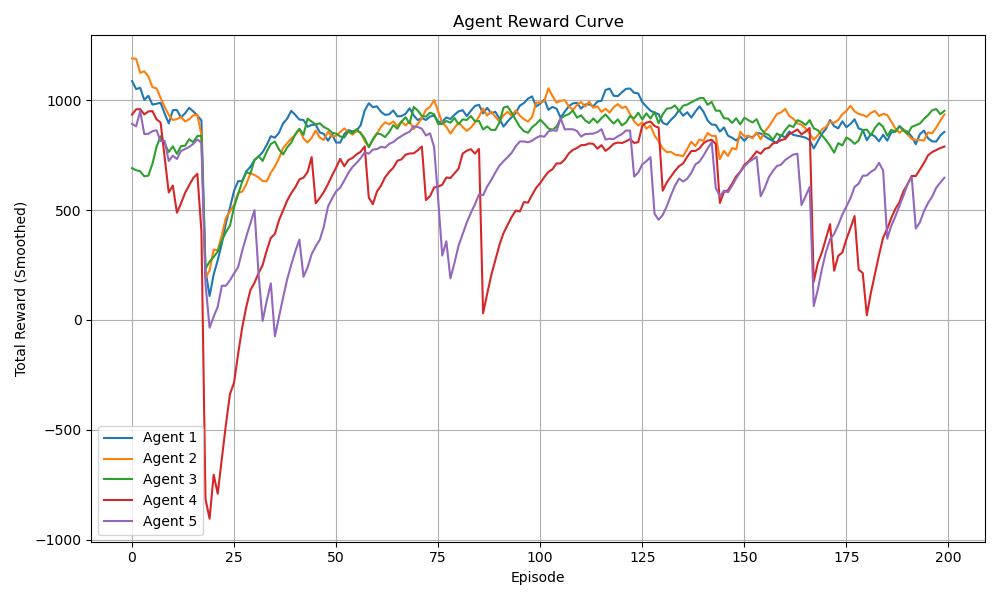 Agent Reward Curve
Total Reward (Smoothed)
1000
500
0
−500
−1000
Agent 1
Agent 2
Agent 3
Agent 4
Agent 5
0 25 50 75 100 125 150 175 200
Episode